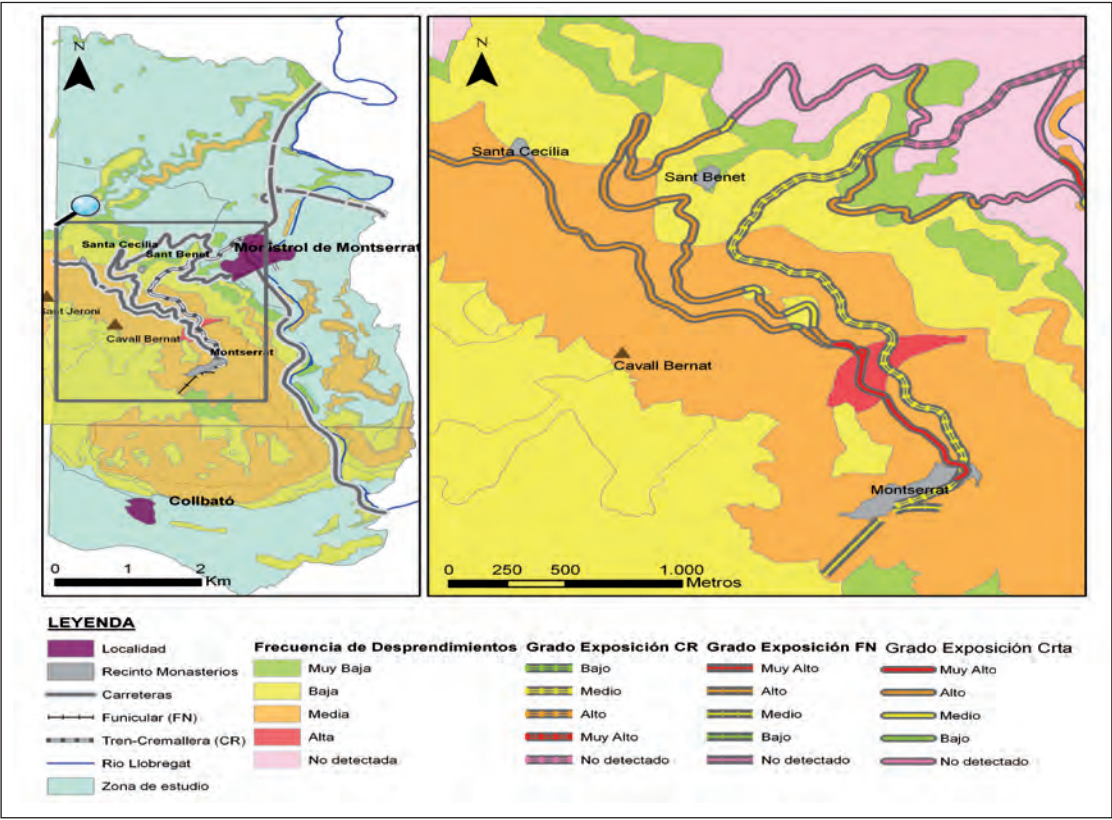 N
Santa Cecilia
Sant Benet
Monistrol de Montserrat
Sant Jeroni
Cavall Bernat
Montserrat
Collbató
0 1 2
Km
N
Santa Cecilia
Sant Benet
Cavall Bernat
Montserrat
0 250 500 1.000
Metros
LEYENDA
Localidad
Recinto Monasterios
Carreteras
Funicular (FN)
Tren-Cremallera (CR)
Rio Llobregat
Zona de estudio
Frecuencia de Desprendimientos
Muy Baja
Baja
Media
Alta
No detectada
Grado Exposición CR
Bajo
Medio
Alto
Muy Alto
No detectado
Grado Exposición FN
Muy Alto
Alto
Medio
Bajo
No detectado
Grado Exposición Crta
Muy Alto
Alto
Medio
Bajo
No detectado